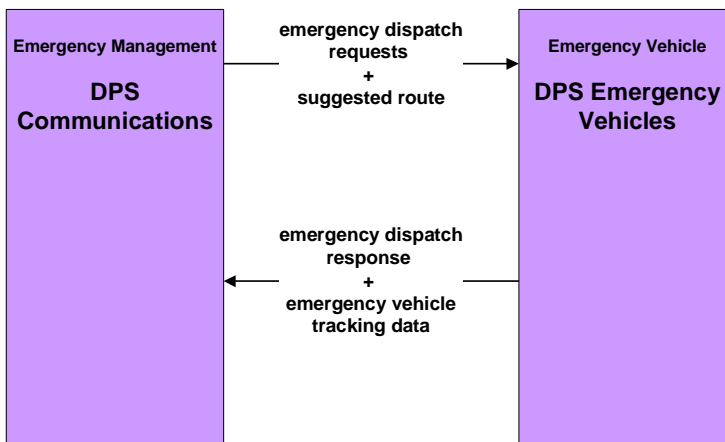 Emergency Management
DPS
Communications
emergency dispatch
requests
+
suggested route
Emergency Vehicle
DPS Emergency
Vehicles
emergency dispatch
response
+
emergency vehicle
tracking data